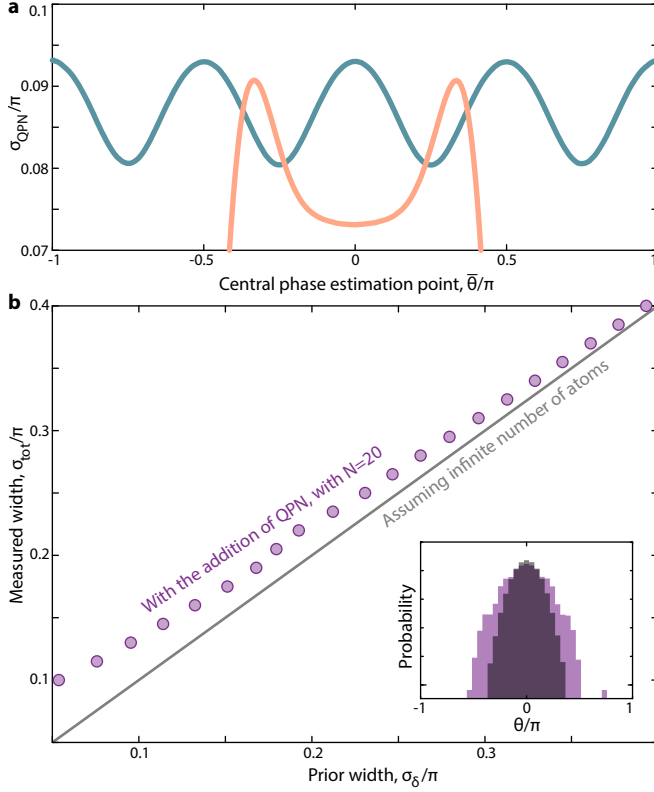 a
0.1
0.09
0.08
0.07
σQPN/π
-1
-0.5
0
0.5
1
Central phase estimation point, θ̅/π
b
0.4
0.3
0.2
0.1
Measured width, σtot/π
With the addition of QPN, with N=20
Assuming infinite number of atoms
Probability
-1
0
1
θ/π
0.1
0.2
0.3
Prior width, σδ/π